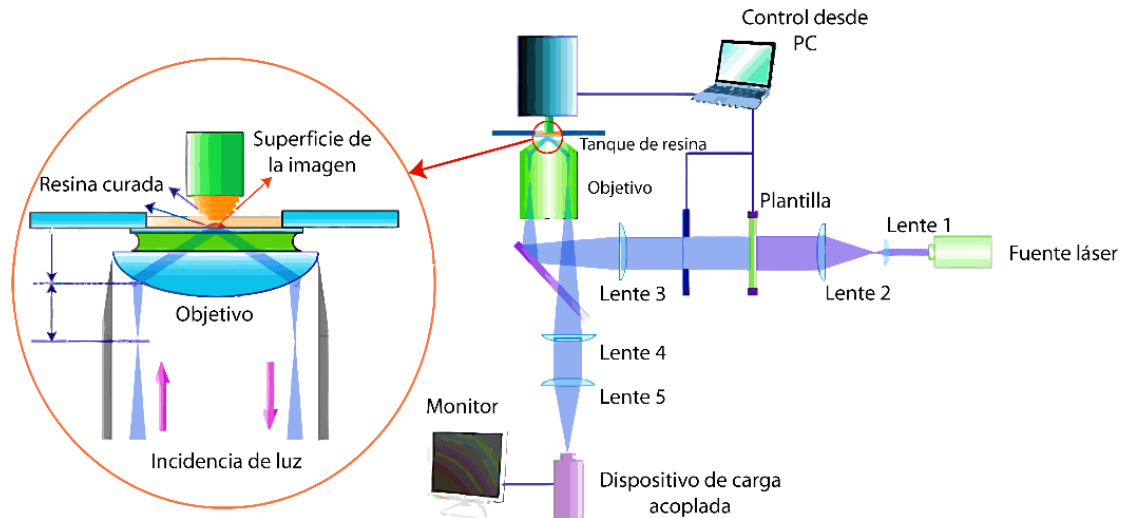 Control desde
PC
Superficie de
la imagen
Resina curada
Tanque de resina
Objetivo
Plantilla
Lente 1
Fuente láser
Lente 2
Lente 3
Objetivo
Lente 4
Lente 5
Monitor
Incidencia de luz
Dispositivo de carga
acoplada